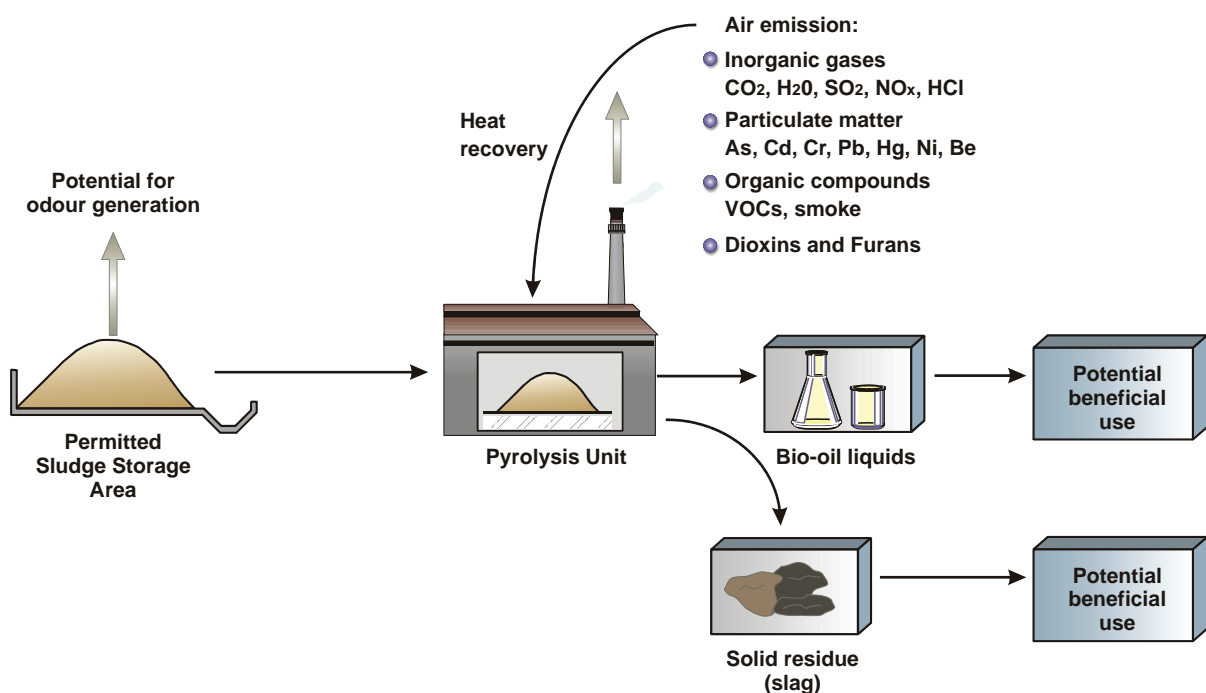 Air emission:
Inorganic gases
CO2, H20, SO2, NOx, HCl
Particulate matter
As, Cd, Cr, Pb, Hg, Ni, Be
Organic compounds
VOCs, smoke
Dioxins and Furans
Heat
recovery
Potential for
odour generation
Permitted
Sludge Storage
Area
Pyrolysis Unit
Bio-oil liquids
Potential
beneficial
use
Solid residue
(slag)
Potential
beneficial
use